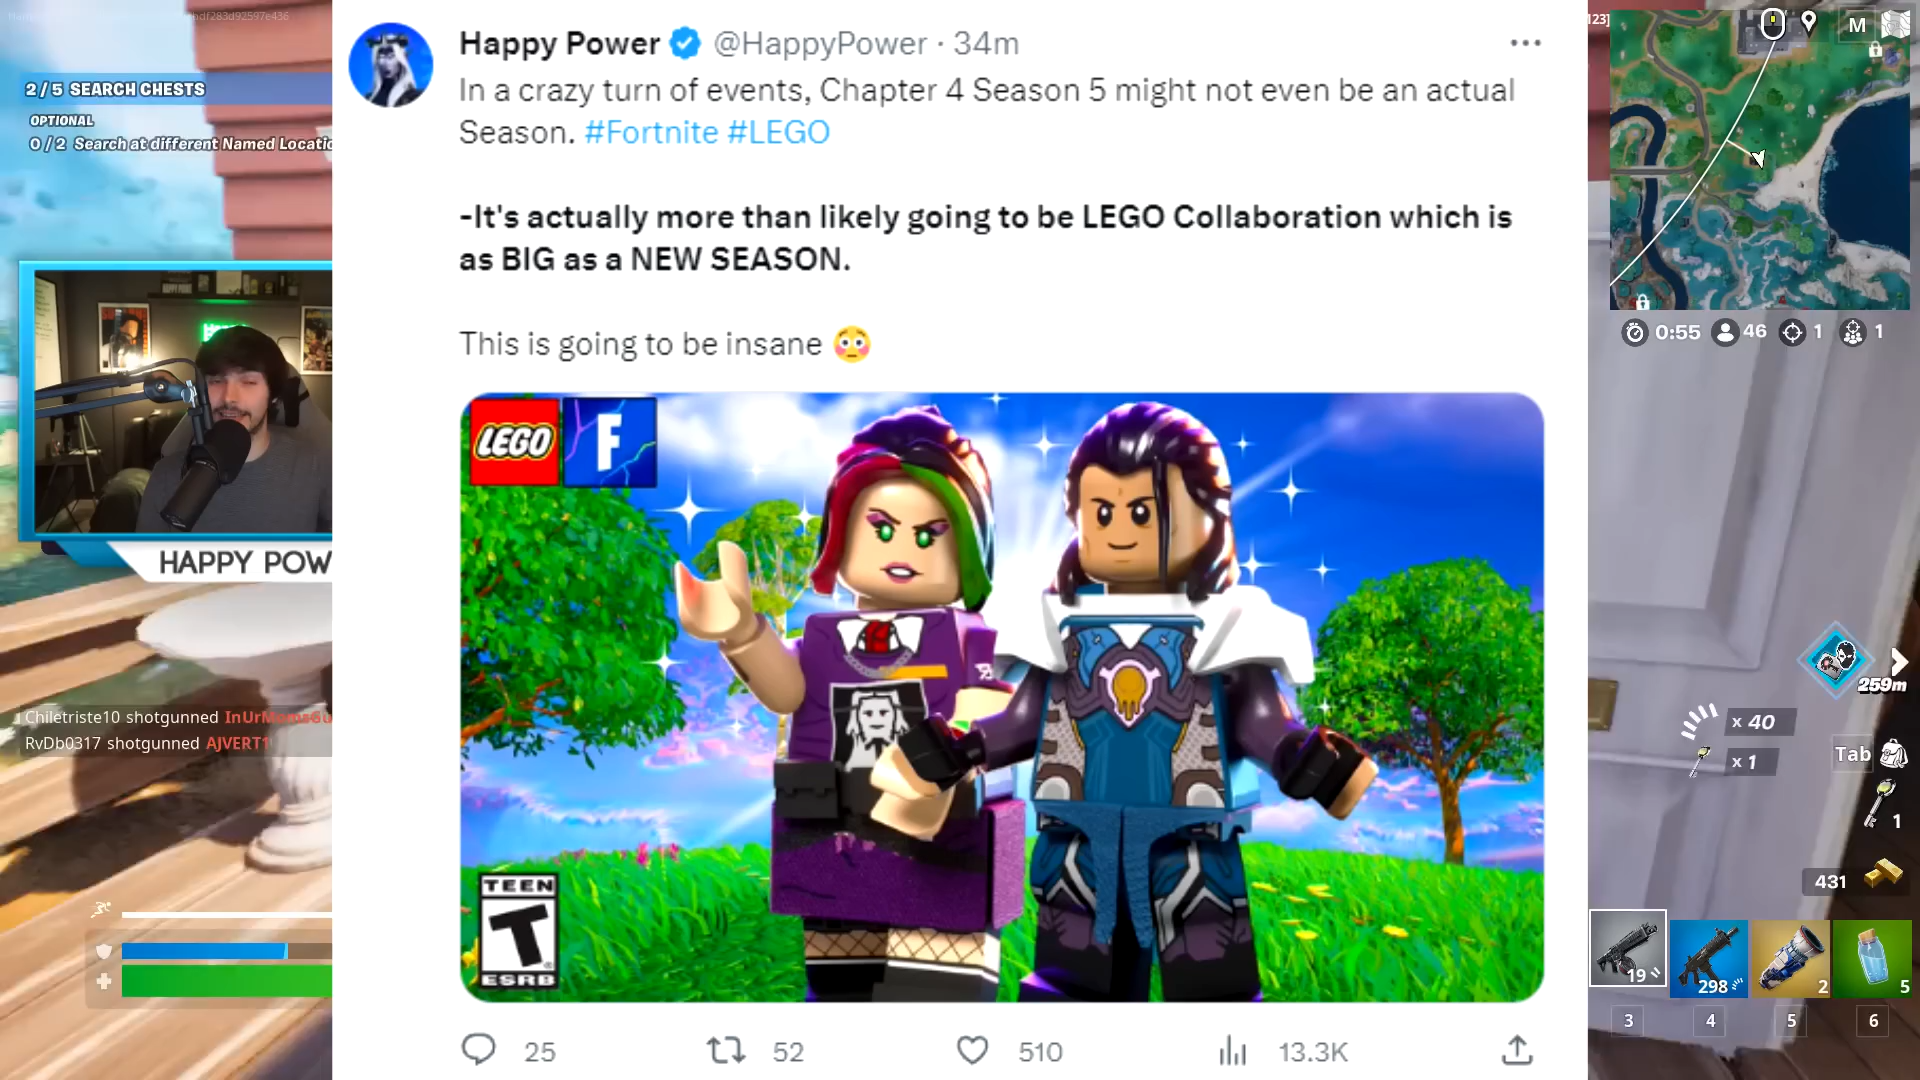 2 / 5 SEARCH CHESTS
OPTIONAL
0 / 2 Search at different Named Locatio
HAPPY POW
Chiletriste10 shotgunned
RvDb0317 shotgunned AJVERT1
Happy Power @HappyPower · 34m
In a crazy turn of events, Chapter 4 Season 5 might not even be an actual
Season. #Fortnite #LEGO
-It's actually more than likely going to be LEGO Collaboration which is
as BIG as a NEW SEASON.
This is going to be insane 😳
LEGO F
TEEN
T
ESRB
25 52 510 13.3K
123]
M
0:55 46 1 1
259m
x 40
x 1
Tab
1
431
19 298 2 5
3 4 5 6